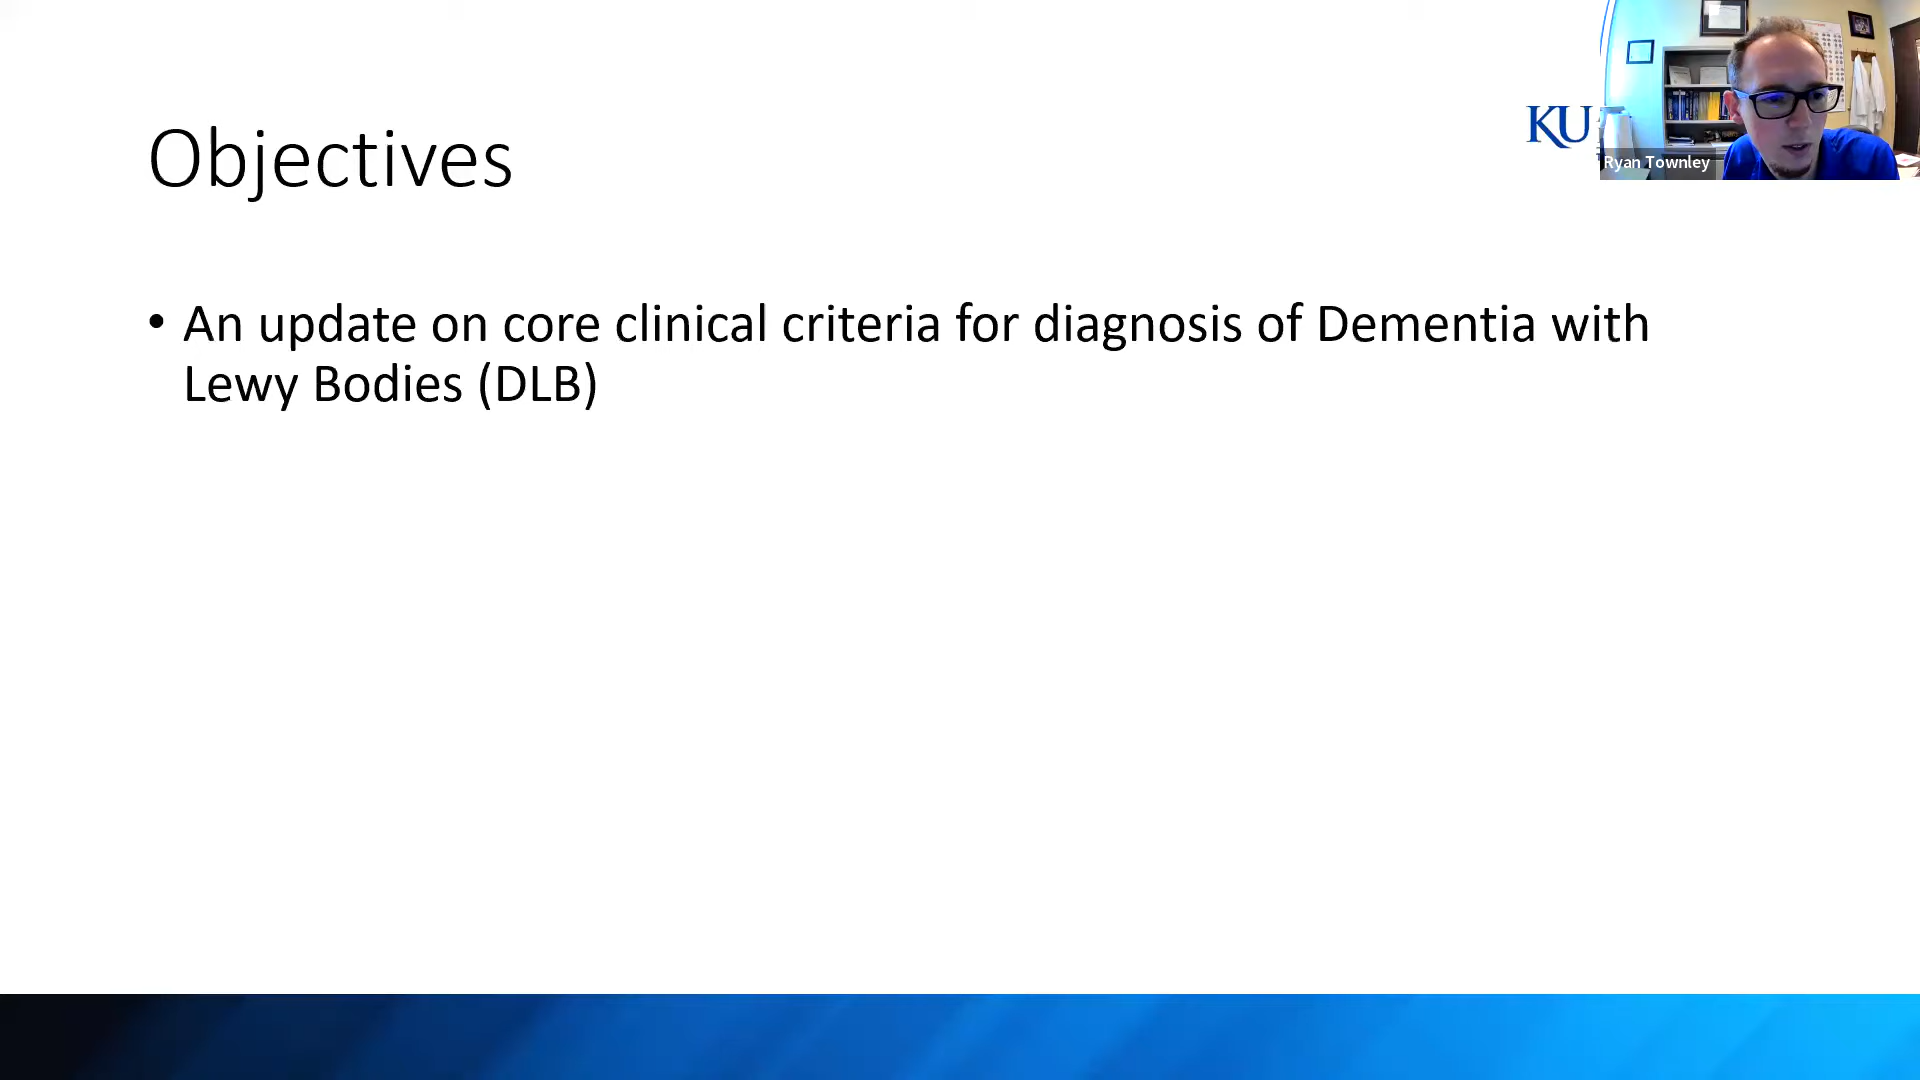 Objectives
KU
Ryan Townley
• An update on core clinical criteria for diagnosis of Dementia with
Lewy Bodies (DLB)